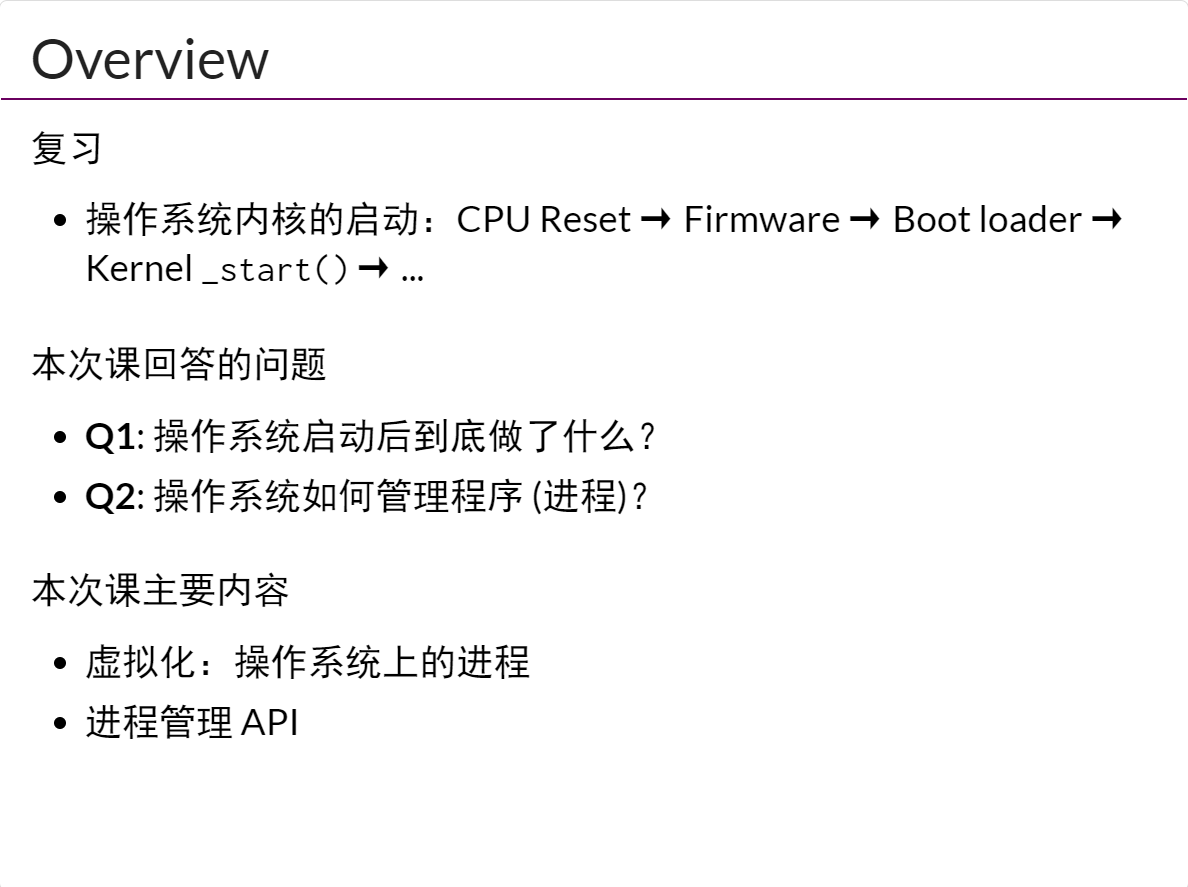 Overview
复习
• 操作系统内核的启动：CPU Reset → Firmware → Boot loader →
Kernel _start() → ...
本次课回答的问题
• Q1: 操作系统启动后到底做了什么？
• Q2: 操作系统如何管理程序 (进程)？
本次课主要内容
• 虚拟化：操作系统上的进程
• 进程管理 API